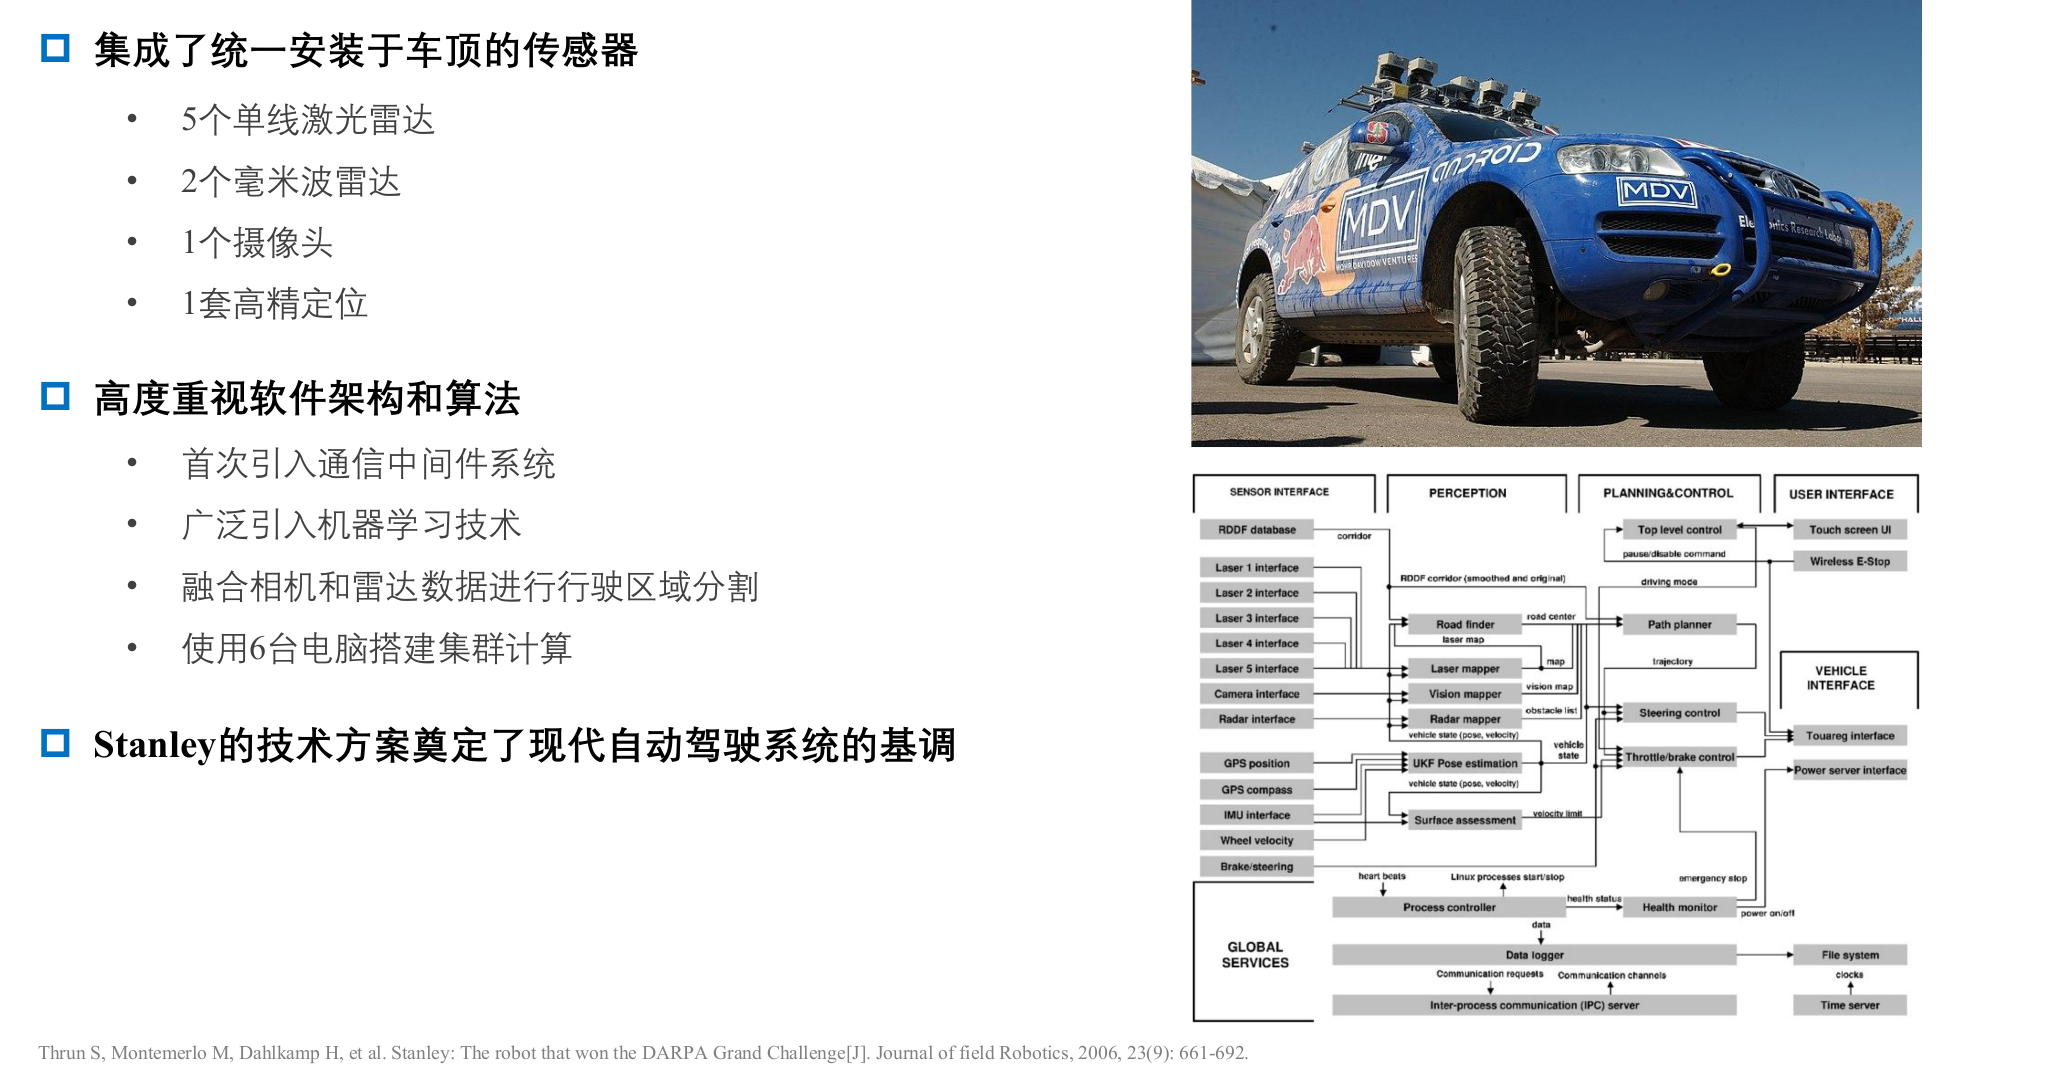 集成了统一安装于车顶的传感器
• 5个单线激光雷达
• 2个毫米波雷达
• 1个摄像头
• 1套高精定位
高度重视软件架构和算法
• 首次引入通信中间件系统
• 广泛引入机器学习技术
• 融合相机和雷达数据进行行驶区域分割
• 使用6台电脑搭建集群计算
Stanley的技术方案奠定了现代自动驾驶系统的基调
ANDROID
MDV
MDV
MOHR DAVIDOW VENTURES
Electronics Research
SENSOR INTERFACE
PERCEPTION
PLANNING&CONTROL
USER INTERFACE
RDDF database
corridor
Top level control
Touch screen UI
pause/disable command
Wireless E-Stop
Laser 1 interface
RDDF corridor (smoothed and original)
driving mode
Laser 2 interface
Laser 3 interface
Road finder
road center
Path planner
laser map
Laser 4 interface
Laser 5 interface
Laser mapper
map
trajectory
VEHICLE
INTERFACE
Camera interface
Vision mapper
vision map
Radar interface
Radar mapper
obstacle list
Steering control
vehicle state (pose, velocity)
vehicle
state
Touareg interface
GPS position
UKF Pose estimation
Throttle/brake control
Power server interface
vehicle state (pose, velocity)
GPS compass
IMU interface
Surface assessment
velocity limit
Wheel velocity
Brake/steering
heart beats
Linux processes start/stop
emergency stop
Process controller
health status
Health monitor
power on/off
data
GLOBAL
SERVICES
Data logger
File system
Communication requests
Communication channels
clocks
Inter-process communication (IPC) server
Time server
Thrun S, Montemerlo M, Dahlkamp H, et al. Stanley: The robot that won the DARPA Grand Challenge[J]. Journal of field Robotics, 2006, 23(9): 661-692.